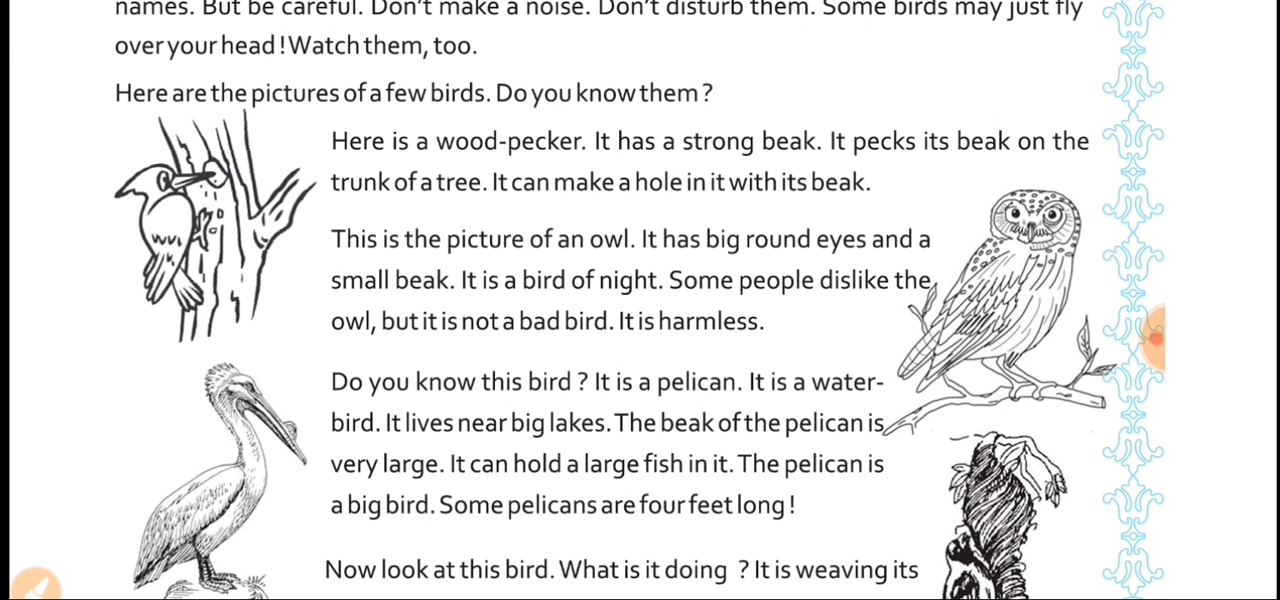 names. But be careful. Don't make a noise. Don't disturb them. Some birds may just fly
over your head ! Watch them, too.
Here are the pictures of a few birds. Do you know them ?
Here is a wood-pecker. It has a strong beak. It pecks its beak on the
trunk of a tree. It can make a hole in it with its beak.
This is the picture of an owl. It has big round eyes and a
small beak. It is a bird of night. Some people dislike the
owl, but it is not a bad bird. It is harmless.
Do you know this bird ? It is a pelican. It is a water-
bird. It lives near big lakes. The beak of the pelican is
very large. It can hold a large fish in it. The pelican is
a big bird. Some pelicans are four feet long !
Now look at this bird. What is it doing ? It is weaving its